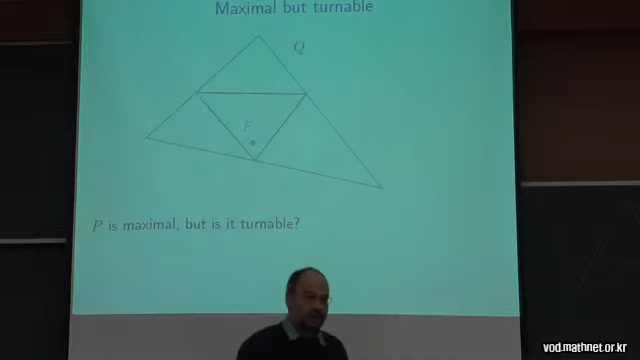 Maximal but turnable
Q
P is maximal, but is it turnable?
vod.mathnet.or.kr